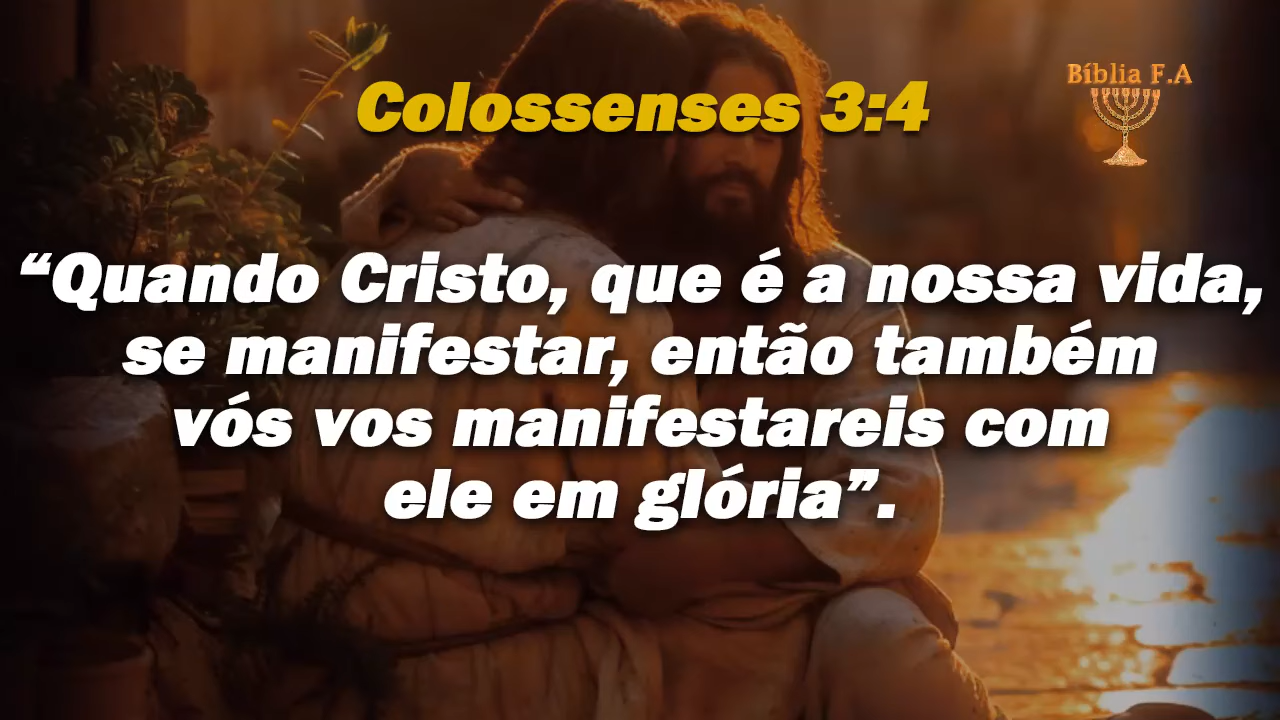 Colossenses 3:4
Bíblia F.A
“Quando Cristo, que é a nossa vida,
se manifestar, então também
vós vos manifestareis com
ele em glória”.